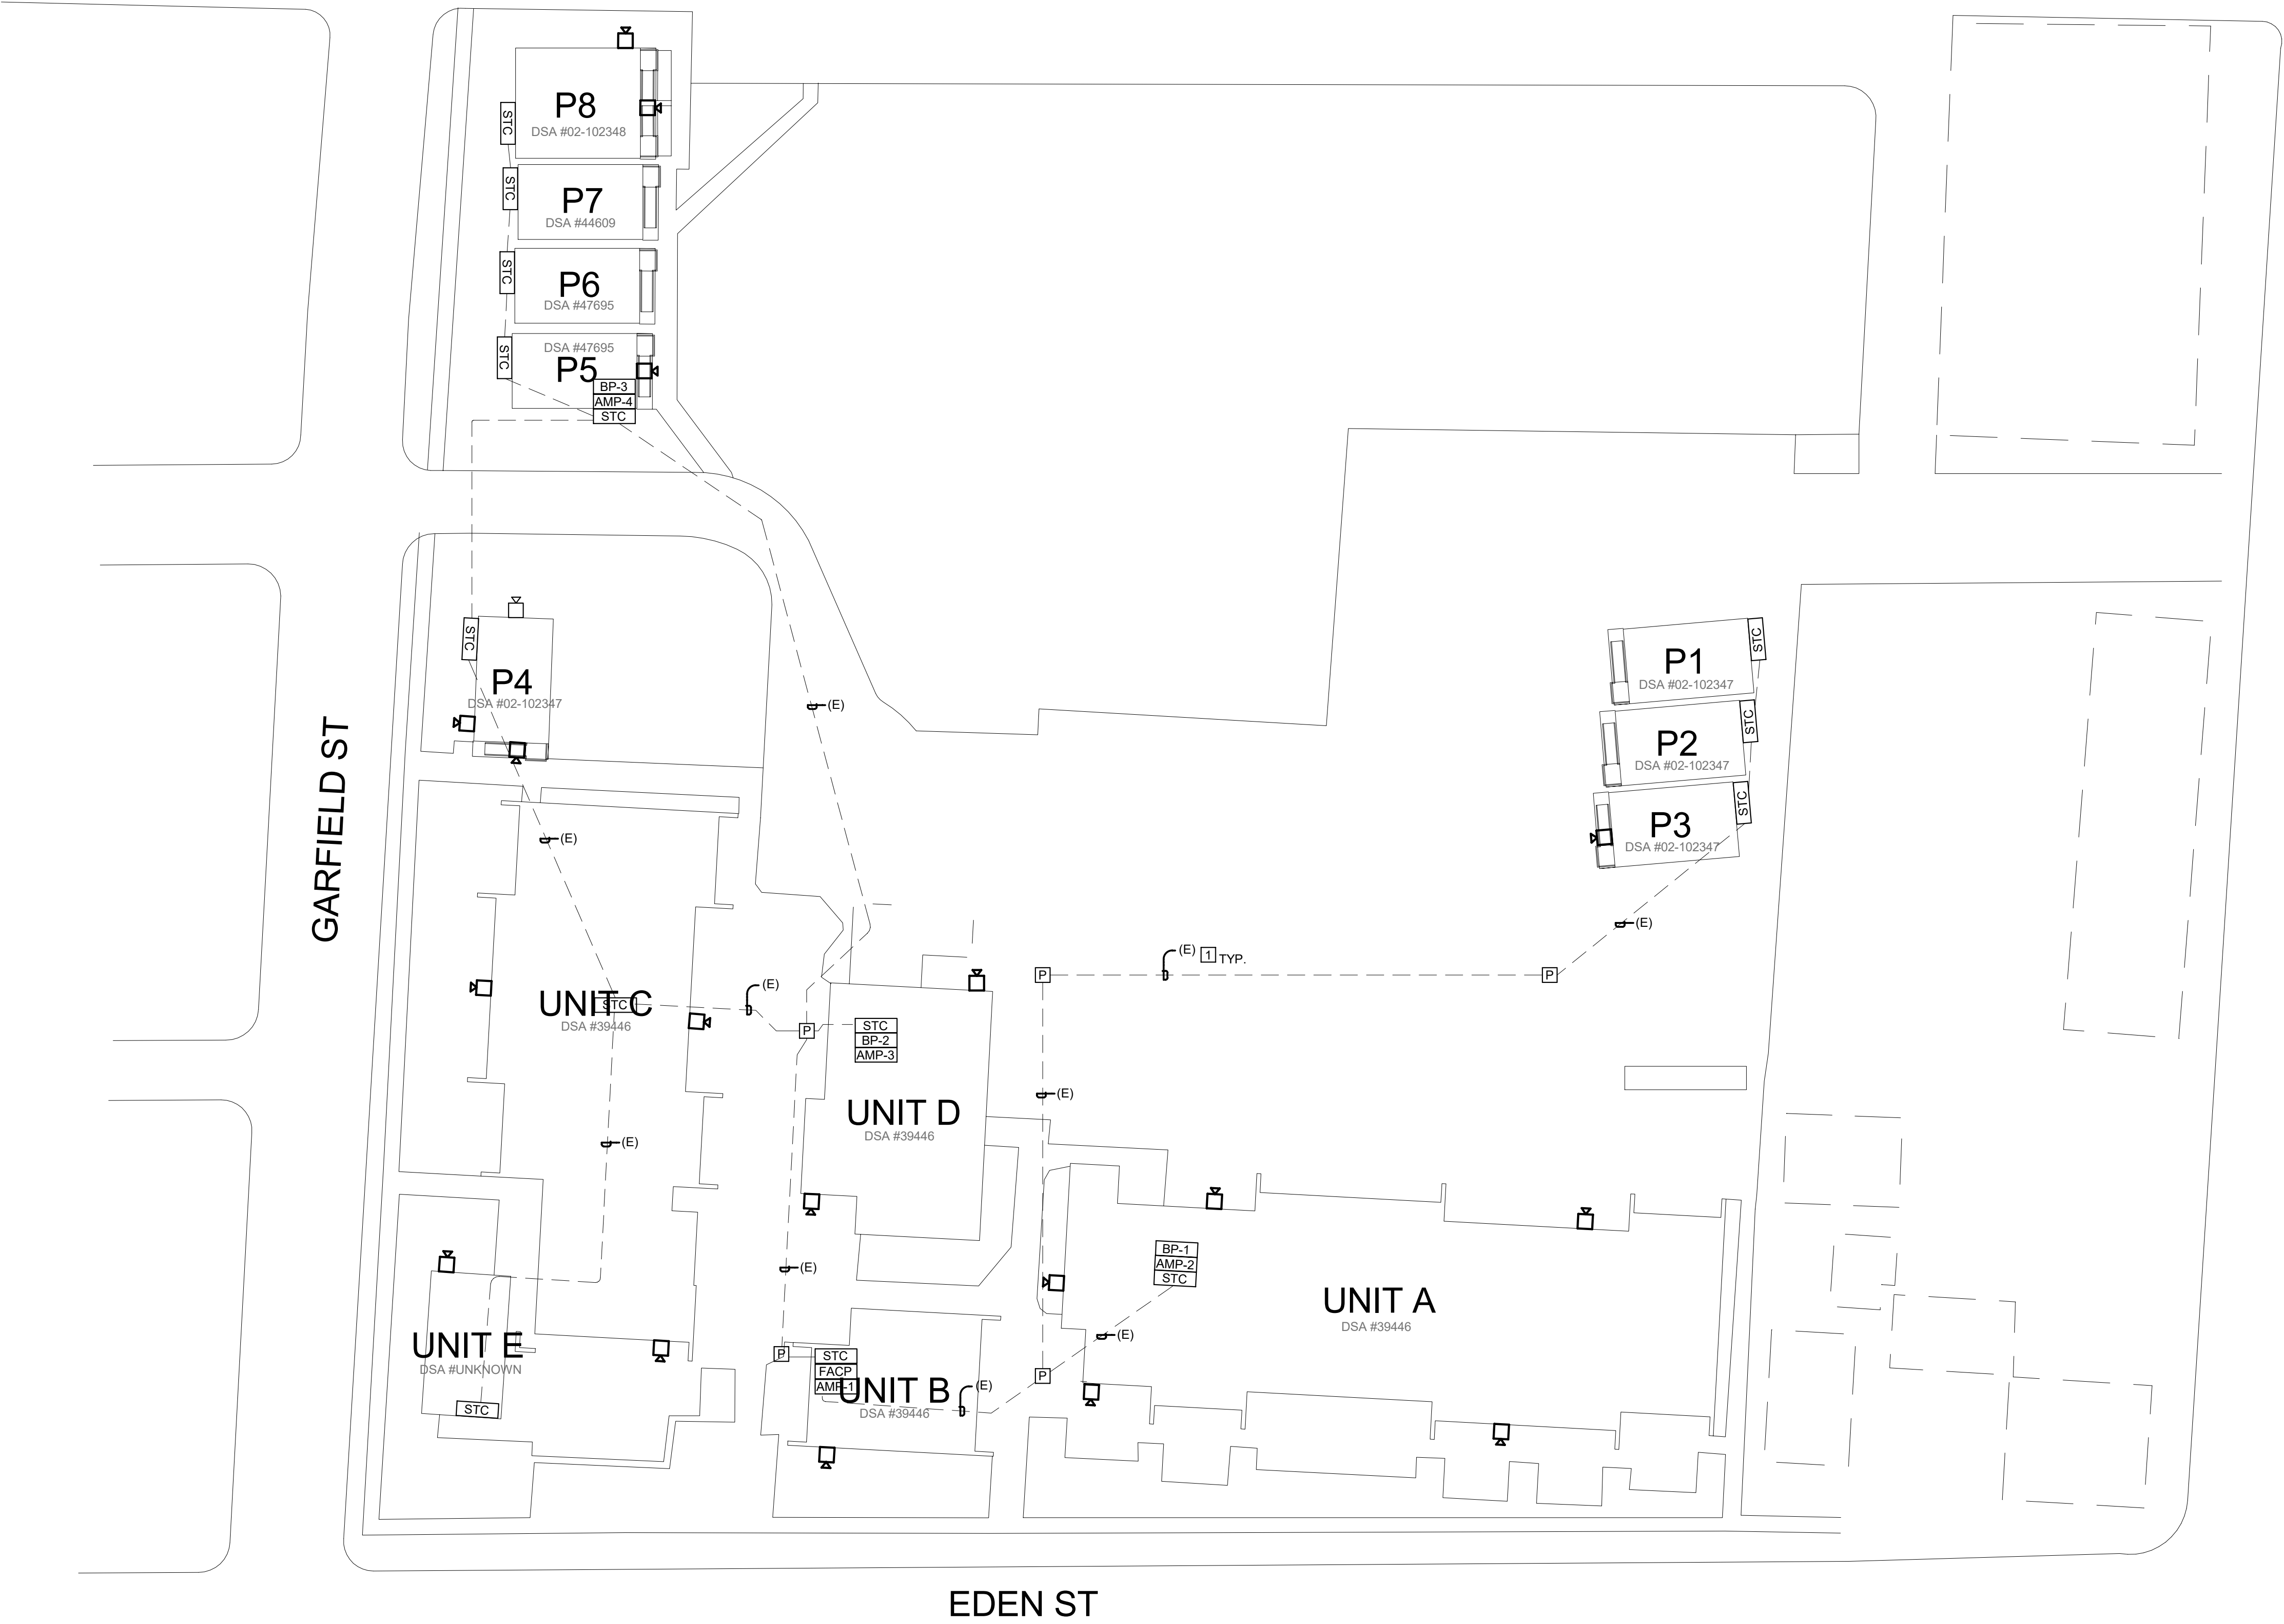 P8
DSA #02-102348
STC
STC
P7
DSA #44609
STC
P6
DSA #47695
STC
DSA #47695
P5
BP-3
AMP-4
STC
STC
P4
DSA #02-102347
(E)
P1
DSA #02-102347
STC
P2
DSA #02-102347
STC
P3
DSA #02-102347
STC
(E)
GARFIELD ST
(E)
(E)
1
TYP.
P
P
UNIT C
STC
DSA #39446
(E)
P
STC
BP-2
AMP-3
(E)
UNIT D
DSA #39446
(E)
(E)
BP-1
AMP-2
STC
UNIT A
DSA #39446
(E)
UNIT E
DSA #UNKNOWN
STC
P
STC
FACP
AMP-1
UNIT B
DSA #39446
(E)
P
EDEN ST